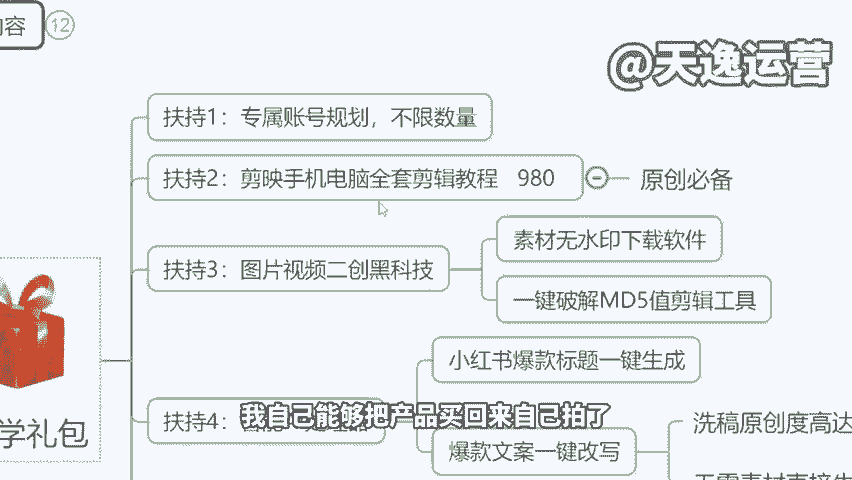 内容 12
@天逸运营
扶持1：专属账号规划，不限数量
扶持2：剪映手机电脑全套剪辑教程 980
原创必备
扶持3：图片视频二创黑科技
素材无水印下载软件
一键破解MD5值剪辑工具
学礼包
扶持4：
小红书爆款标题一键生成
爆款文案一键改写
洗稿原创度高达
我自己能够把产品买回来自己拍了